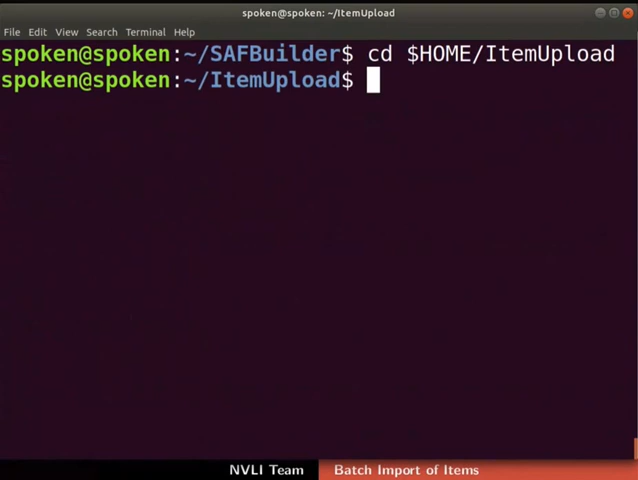 spoken@spoken: ~/ItemUpload
File Edit View Search Terminal Help
spoken@spoken:~/SAFBuilder$ cd $HOME/ItemUpload
spoken@spoken:~/ItemUpload$
NVLI Team Batch Import of Items